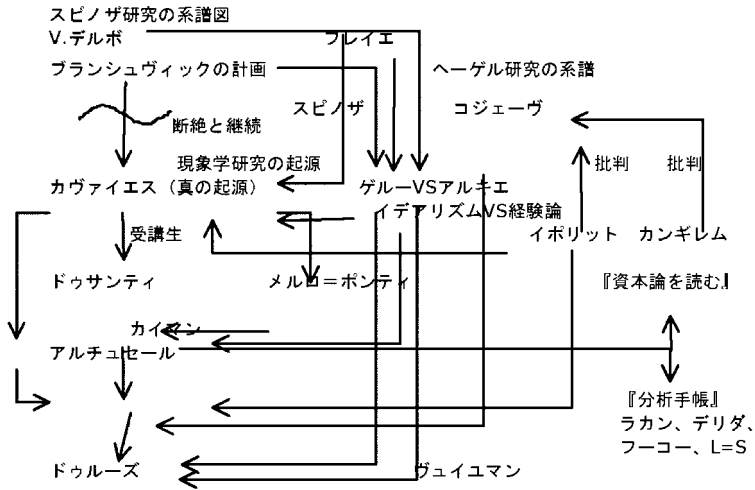 スピノザ研究の系譜図
V.デルボ
ブレイエ
ブランシュヴィックの計画
ヘーゲル研究の系譜
スピノザ
コジェーヴ
断絶と継続
現象学研究の起源
批判
批判
カヴァイエス（真の起源）
ゲルーVSアルキエ
イデアリズムVS経験論
受講生
イポリット
カンギレム
ドゥサンティ
メルロ＝ポンティ
『資本論を読む』
カイマン
アルチュセール
『分析手帳』
ラカン、デリダ、
フーコー、L=S
ドゥルーズ
ヴュイユマン